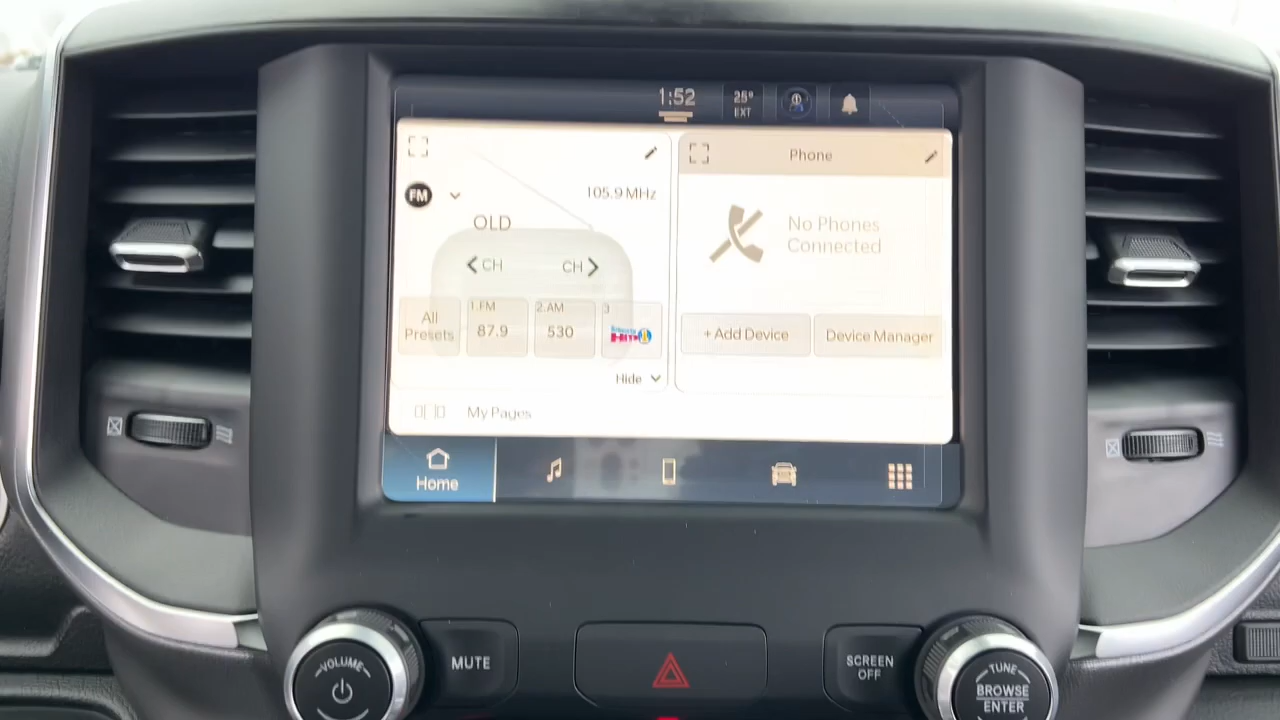 1:52
25°
EXT
FM
105.9 MHz
OLD
CH
CH
All
Presets
1.FM
87.9
2.AM
530
3
Hide
My Pages
Phone
No Phones
Connected
+ Add Device
Device Manager
Home
VOLUME
MUTE
SCREEN
OFF
TUNE
BROWSE
ENTER